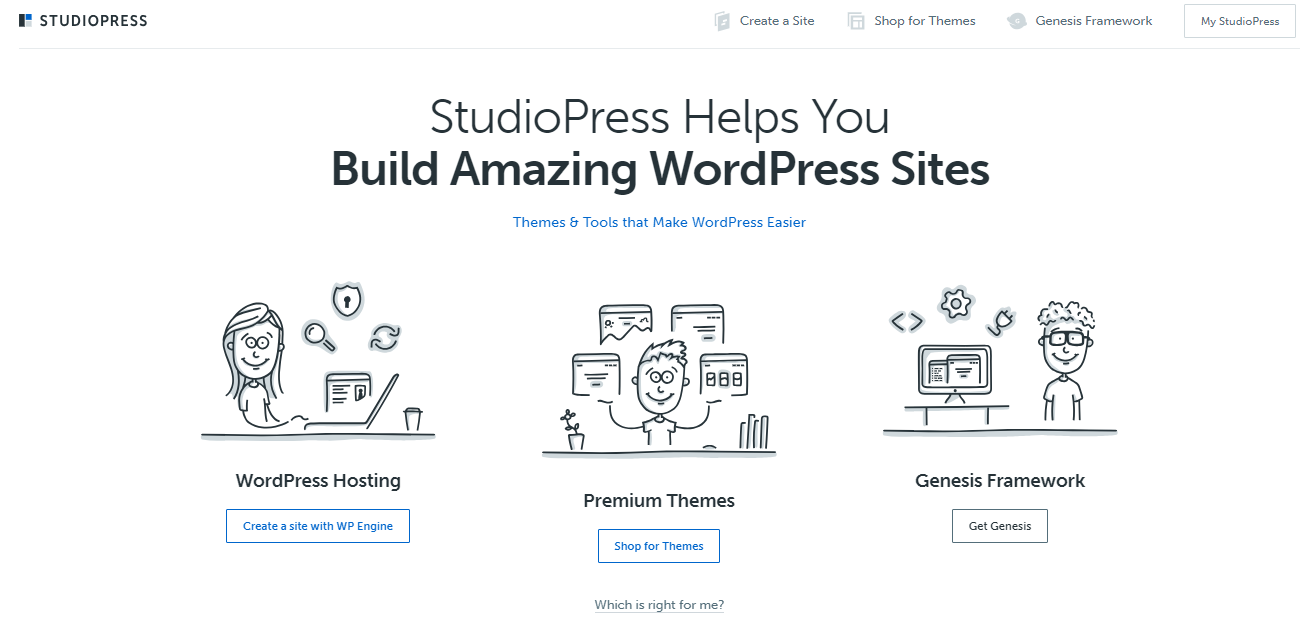 STUDIOPRESS
Create a Site
Shop for Themes
Genesis Framework
My StudioPress
StudioPress Helps You
Build Amazing WordPress Sites
Themes & Tools that Make WordPress Easier
WordPress Hosting
Create a site with WP Engine
Premium Themes
Shop for Themes
Genesis Framework
Get Genesis
Which is right for me?